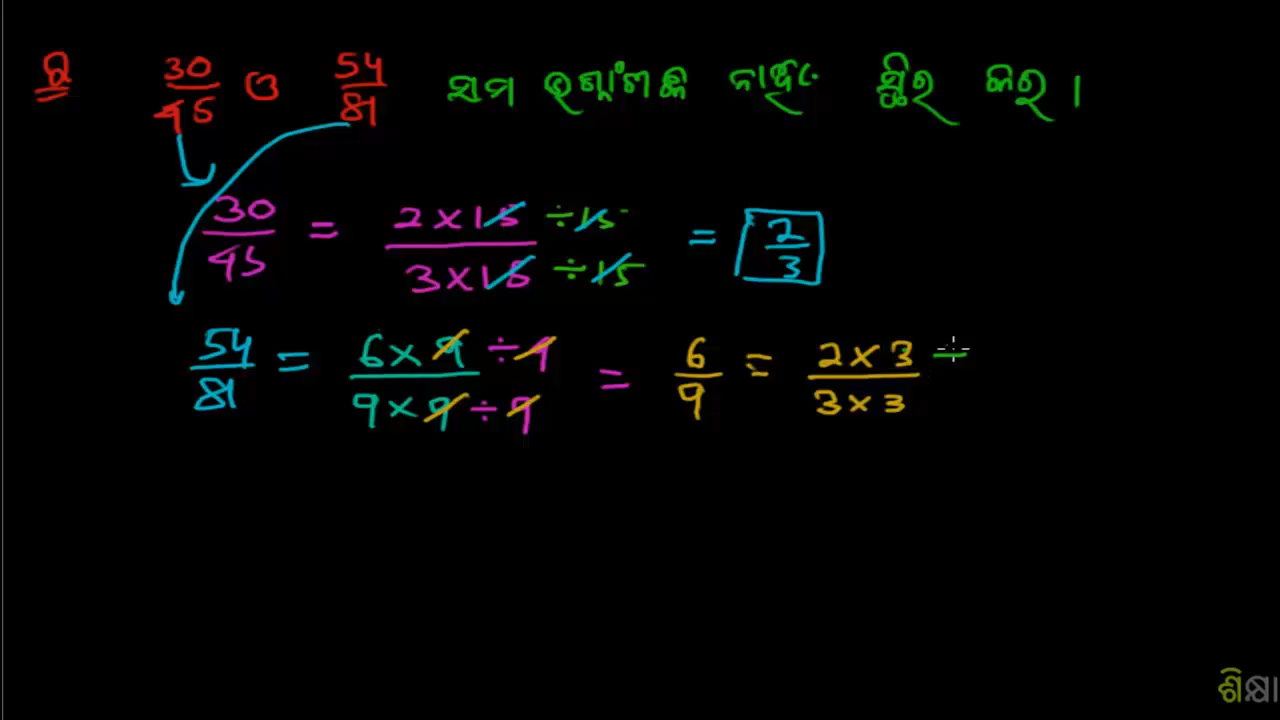 ର 30/45 ଓ 54/81 ସମ ଭଗ୍ନାଂଶ କି ନାହିଁ ସ୍ଥିର କର ।
30/45 = 2 × 15 ÷ 15 / 3 × 15 ÷ 15 = 2/3
54/81 = 6 × 9 ÷ 9 / 9 × 9 ÷ 9 = 6/9 = 2 × 3 / 3 × 3 ÷
ଶିକ୍ଷା